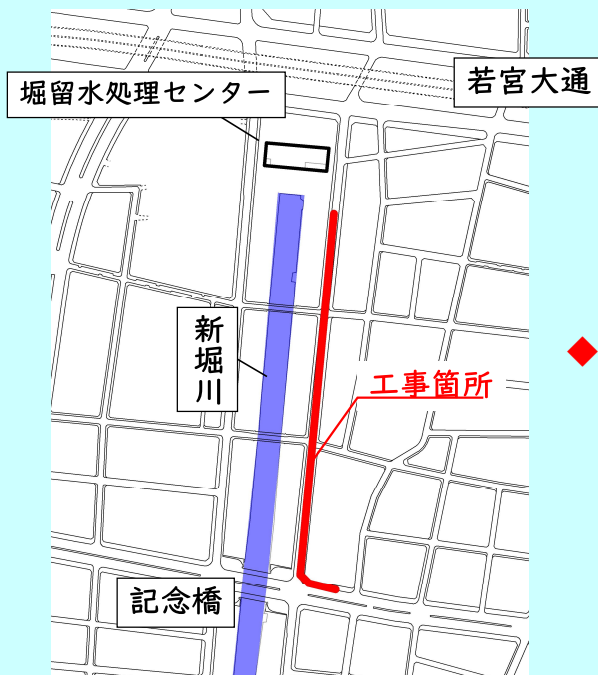 若宮大通
堀留水処理センター
新堀川
工事箇所
記念橋